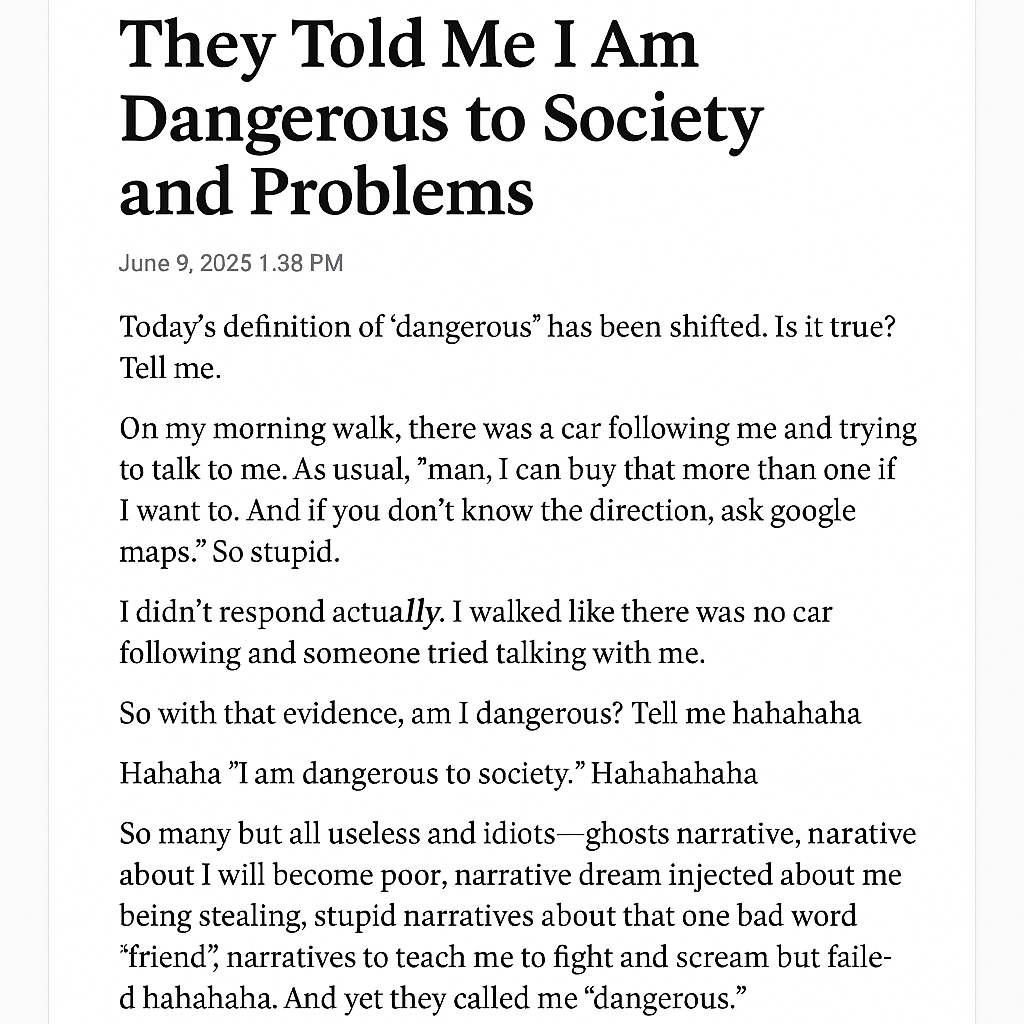 They Told Me I Am
Dangerous to Society
and Problems
June 9, 2025 1.38 PM
Today’s definition of ‘dangerous” has been shifted. Is it true?
Tell me.
On my morning walk, there was a car following me and trying
to talk to me. As usual, ”man, I can buy that more than one if
I want to. And if you don’t know the direction, ask google
maps.” So stupid.
I didn’t respond actually. I walked like there was no car
following and someone tried talking with me.
So with that evidence, am I dangerous? Tell me hahahaha
Hahaha ”I am dangerous to society.” Hahahahaha
So many but all useless and idiots—ghosts narrative, narative
about I will become poor, narrative dream injected about me
being stealing, stupid narratives about that one bad word
“friend”, narratives to teach me to fight and scream but faile-
d hahahaha. And yet they called me “dangerous.”